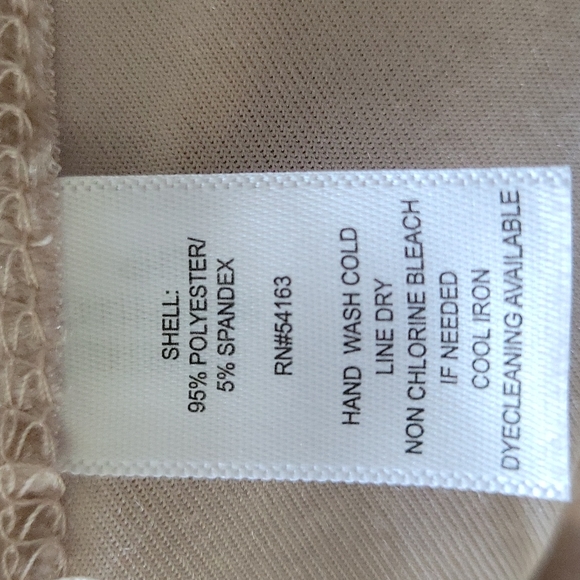 SHELL:
95% POLYESTER/
5% SPANDEX
RN#54163
HAND WASH COLD
LINE DRY
NON CHLORINE BLEACH
IF NEEDED
COOL IRON
DYECLEANING AVAILABLE